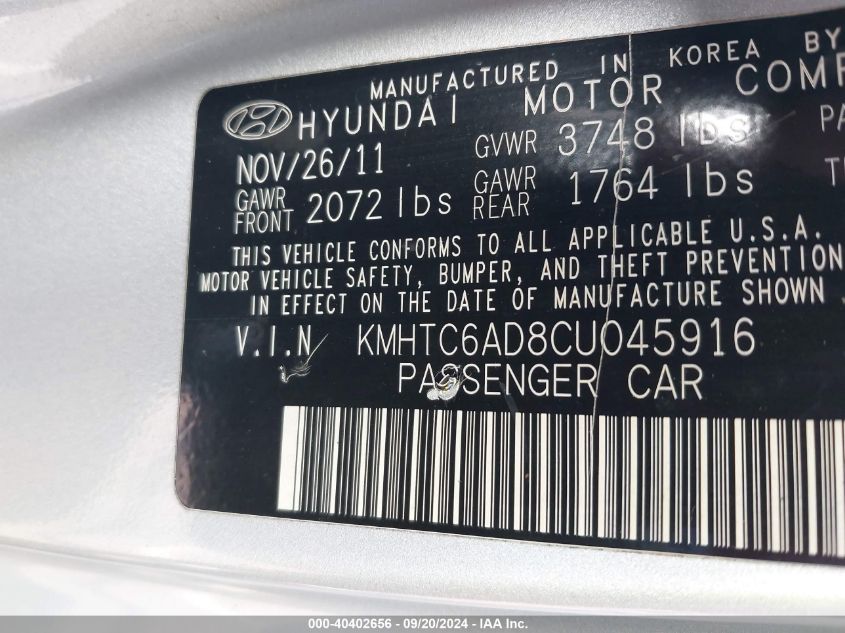 MANUFACTURED IN KOREA BY
HYUNDAI MOTOR
NOV/26/11 GVWR 3748 lbs
GAWR FRONT 2072 lbs GAWR REAR 1764 lbs
THIS VEHICLE CONFORMS TO ALL APPLICABLE U.S.A.
MOTOR VEHICLE SAFETY, BUMPER, AND THEFT PREVENTION
IN EFFECT ON THE DATE OF MANUFACTURE SHOWN
V.I.N KMHTC6AD8CU045916
PASSENGER CAR
000-40402656 - 09/20/2024 - IAA Inc.